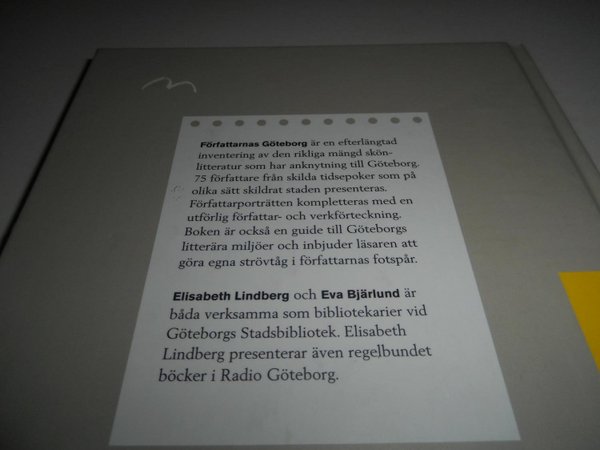 Författarnas Göteborg är en efterlängtad
inventering av den rikliga mängd skön-
litteratur som har anknytning till Göteborg.
75 författare från skilda tidsepoker som på
olika sätt skildrat staden presenteras.
Författarporträtten kompletteras med en
utförlig författar- och verkförteckning.
Boken är också en guide till Göteborgs
litterära miljöer och inbjuder läsaren att
göra egna strövtåg i författarnas fotspår.
Elisabeth Lindberg och Eva Bjärlund är
båda verksamma som bibliotekarier vid
Göteborgs Stadsbibliotek. Elisabeth
Lindberg presenterar även regelbundet
böcker i Radio Göteborg.